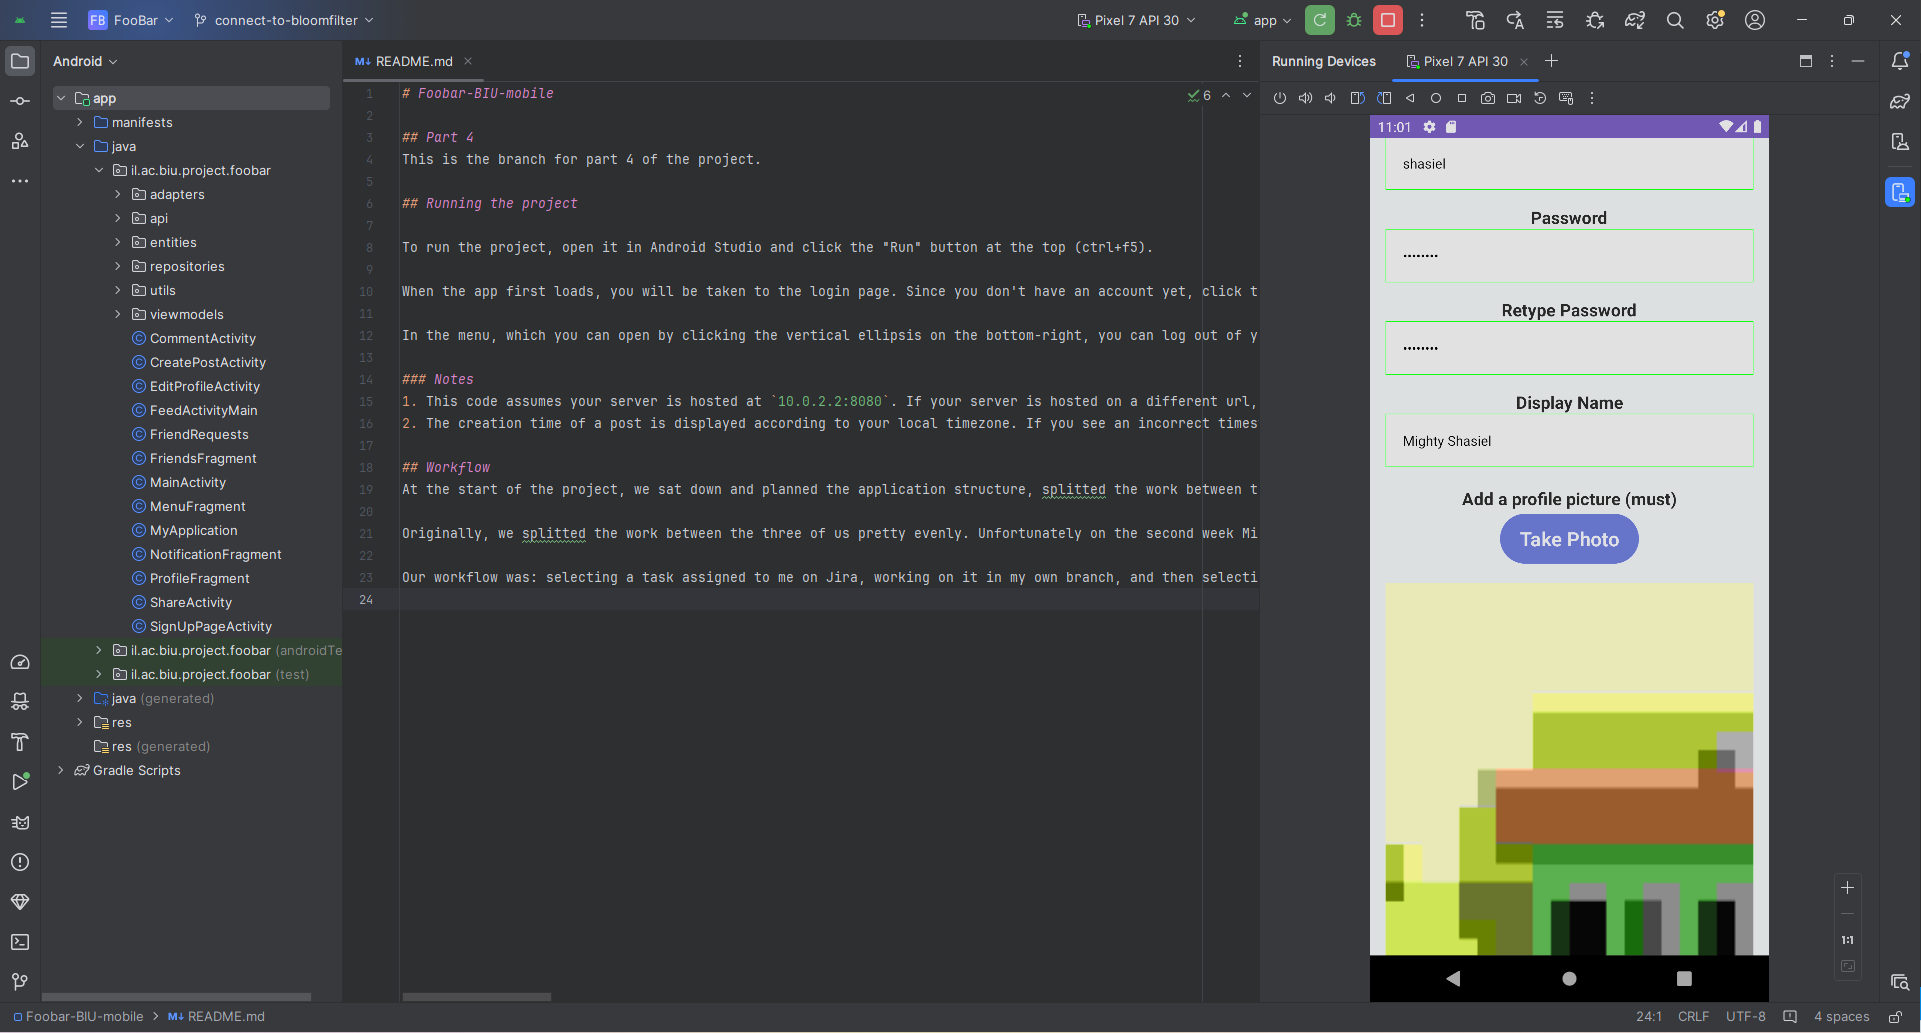 FB FooBar
connect-to-bloomfilter
Pixel 7 API 30
app
Android
README.md
Running Devices
Pixel 7 API 30
app
manifests
java
il.ac.biu.project.foobar
adapters
api
entities
repositories
utils
viewmodels
CommentActivity
CreatePostActivity
EditProfileActivity
FeedActivityMain
FriendRequests
FriendsFragment
MainActivity
MenuFragment
MyApplication
NotificationFragment
ProfileFragment
ShareActivity
SignUpPageActivity
il.ac.biu.project.foobar (androidTe
il.ac.biu.project.foobar (test)
java (generated)
res
res (generated)
Gradle Scripts
6
1 # Foobar-BIU-mobile
2
3 ## Part 4
4 This is the branch for part 4 of the project.
5
6 ## Running the project
7
8 To run the project, open it in Android Studio and click the "Run" button at the top (ctrl+f5).
9
10 When the app first loads, you will be taken to the login page. Since you don't have an account yet, click t
11
12 In the menu, which you can open by clicking the vertical ellipsis on the bottom-right, you can log out of y
13
14 ### Notes
15 1. This code assumes your server is hosted at `10.0.2.2:8080`. If your server is hosted on a different url,
16 2. The creation time of a post is displayed according to your local timezone. If you see an incorrect times
17
18 ## Workflow
19 At the start of the project, we sat down and planned the application structure, splitted the work between t
20
21 Originally, we splitted the work between the three of us pretty evenly. Unfortunately on the second week Mi
22
23 Our workflow was: selecting a task assigned to me on Jira, working on it in my own branch, and then selecti
24
11:01
shasiel
Password
••••••••
Retype Password
••••••••
Display Name
Mighty Shasiel
Add a profile picture (must)
Take Photo
1:1
Foobar-BIU-mobile > M↓ README.md
24:1 CRLF UTF-8 4 spaces